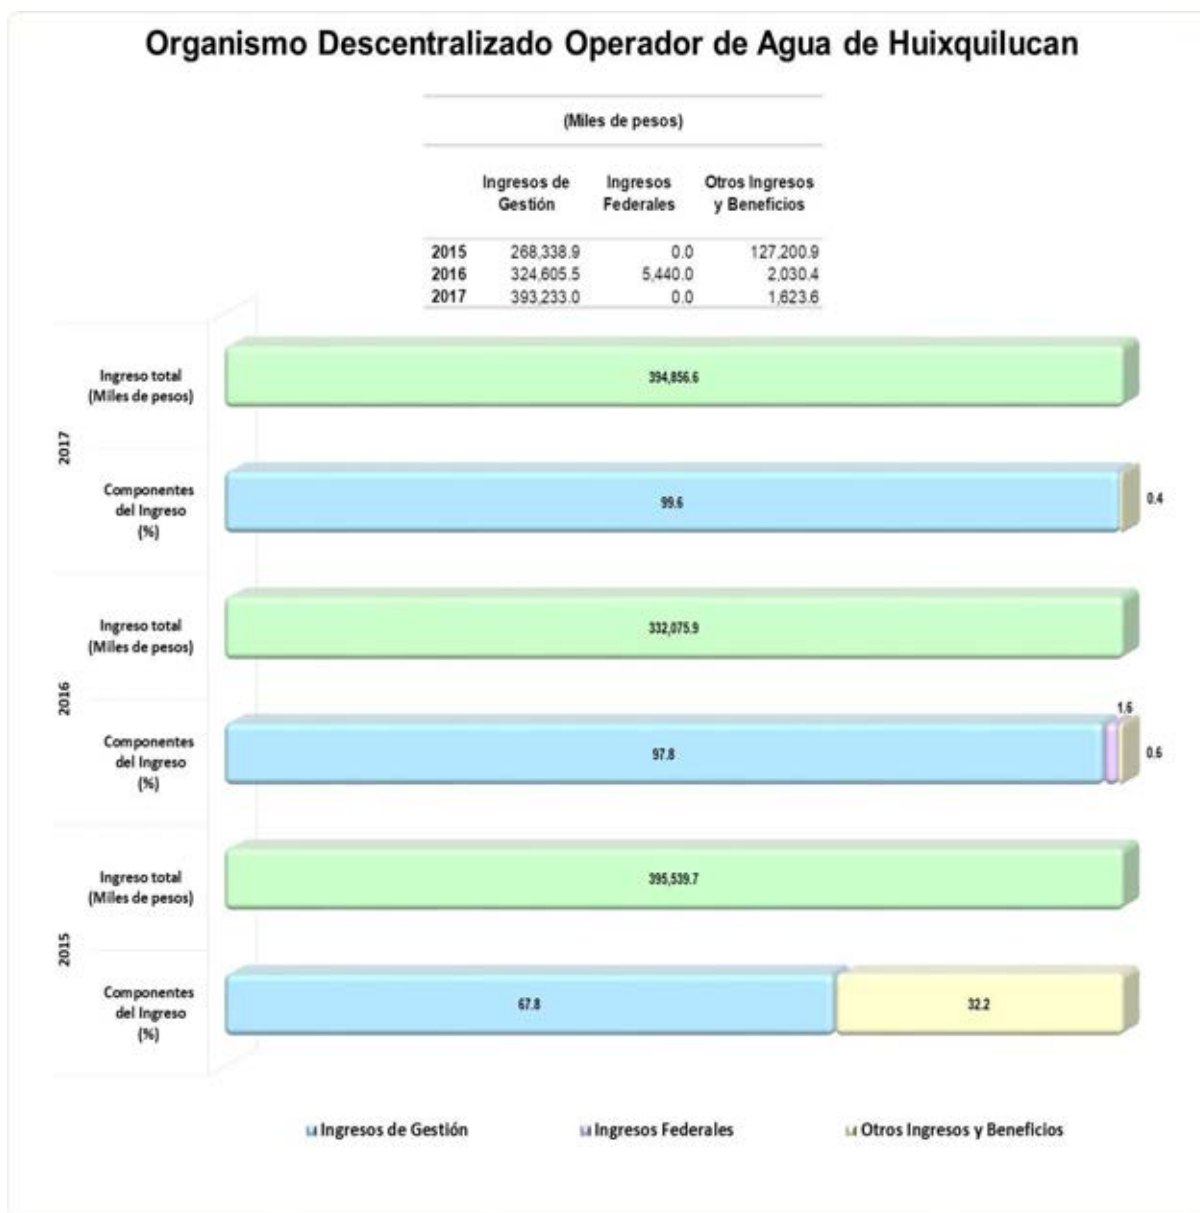 Organismo Descentralizado Operador de Agua de Huixquilucan
(Miles de pesos)
Ingresos de Gestión Ingresos Federales Otros Ingresos y Beneficios
2015 268,338.9 0.0 127,200.9
2016 324,605.5 5,440.0 2,030.4
2017 393,233.0 0.0 1,623.6
2017
Ingreso total
(Miles de pesos)
394,856.6
Componentes
del Ingreso
(%)
99.6
0.4
2016
Ingreso total
(Miles de pesos)
332,075.9
Componentes
del Ingreso
(%)
97.8
1.6
0.6
2015
Ingreso total
(Miles de pesos)
395,539.7
Componentes
del Ingreso
(%)
67.8
32.2
Ingresos de Gestión Ingresos Federales Otros Ingresos y Beneficios